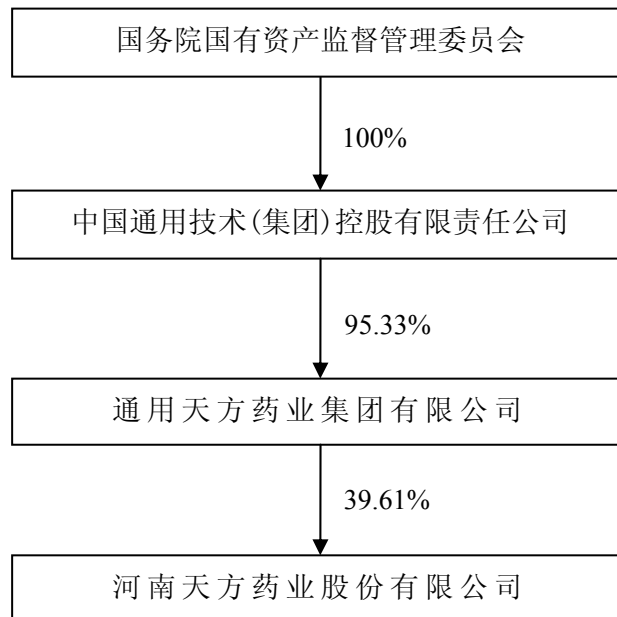 国务院国有资产监督管理委员会
100%
中国通用技术(集团)控股有限责任公司
95.33%
通用天方药业集团有限公司
39.61%
河南天方药业股份有限公司